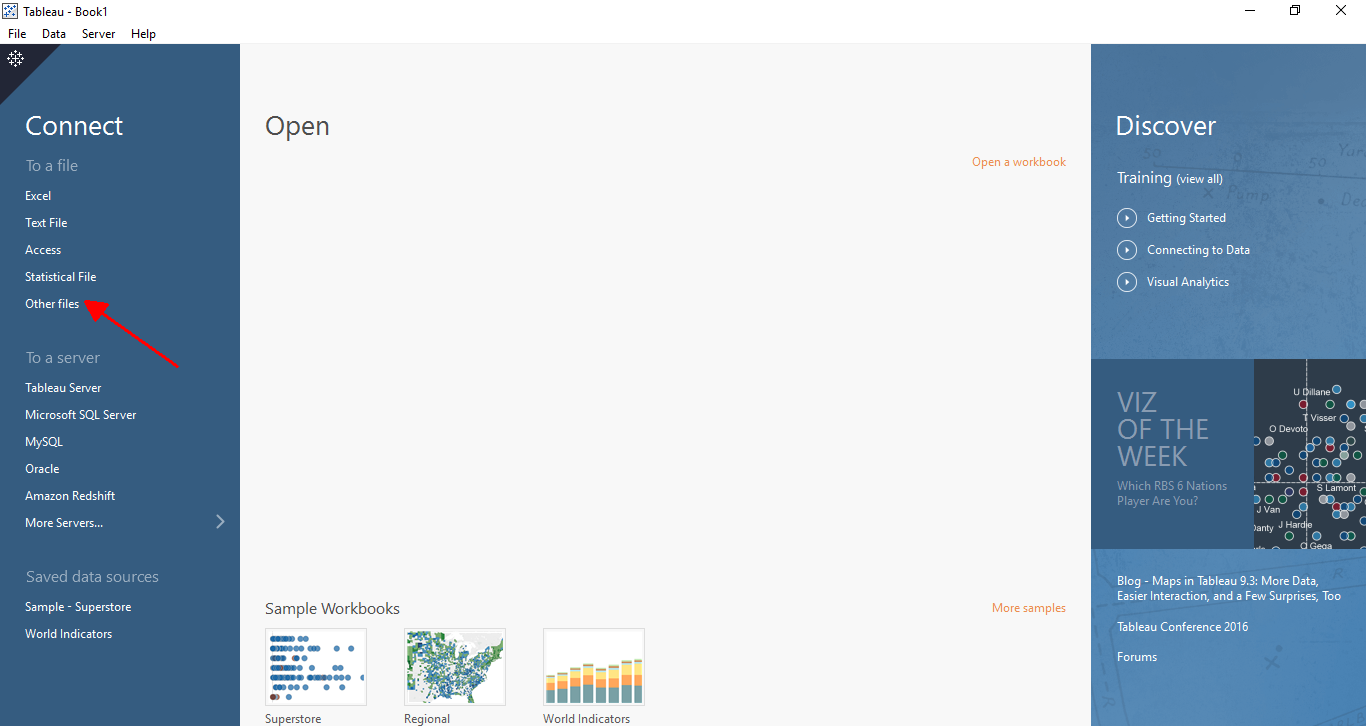 Tableau - Book1
File Data Server Help
Connect
To a file
Excel
Text File
Access
Statistical File
Other files
To a server
Tableau Server
Microsoft SQL Server
MySQL
Oracle
Amazon Redshift
More Servers...
Saved data sources
Sample - Superstore
World Indicators
Open
Open a workbook
Sample Workbooks
More samples
Superstore
Regional
World Indicators
Discover
Training (view all)
Getting Started
Connecting to Data
Visual Analytics
VIZ
OF THE
WEEK
Which RBS 6 Nations
Player Are You?
U Dillane
T Visser
O Devoto
S Lamont
J Van
J Hardie
Blog - Maps in Tableau 9.3: More Data,
Easier Interaction, and a Few Surprises, Too
Tableau Conference 2016
Forums